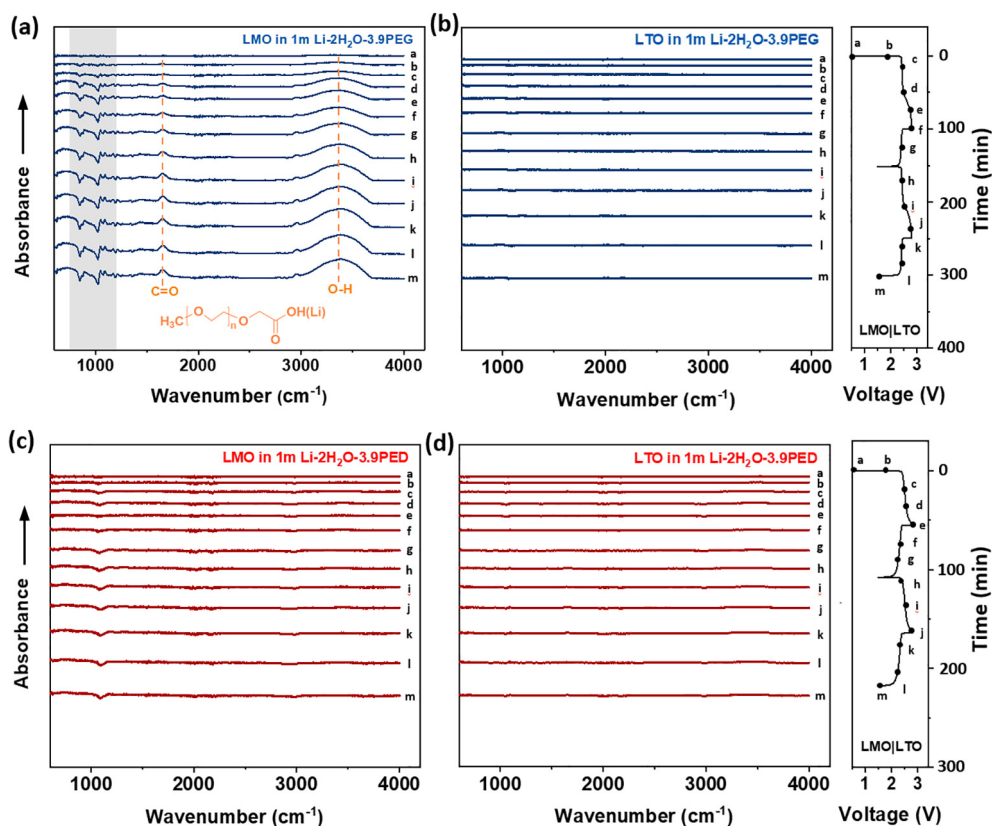 (a)
LMO in 1m Li-2H₂O-3.9PEG
a
b
c
d
e
f
g
h
i
j
k
l
m
C=O
O-H
H₃C
O
n
O
OH(Li)
O
Absorbance
1000 2000 3000 4000
Wavenumber (cm⁻¹)
(b)
LTO in 1m Li-2H₂O-3.9PEG
a
b
c
d
e
f
g
h
i
j
k
l
m
1000 2000 3000 4000
Wavenumber (cm⁻¹)
a b
c
d
e
f
g
h
i
j
k
l
m
LMO|LTO
0
100
200
300
400
Time (min)
1 2 3
Voltage (V)
(c)
LMO in 1m Li-2H₂O-3.9PED
a
b
c
d
e
f
g
h
i
j
k
l
m
Absorbance
1000 2000 3000 4000
Wavenumber (cm⁻¹)
(d)
LTO in 1m Li-2H₂O-3.9PED
a
b
c
d
e
f
g
h
i
j
k
l
m
1000 2000 3000 4000
Wavenumber (cm⁻¹)
a b
c
d
e
f
g
h
i
j
k
l
m
LMO|LTO
0
100
200
300
Time (min)
1 2 3
Voltage (V)